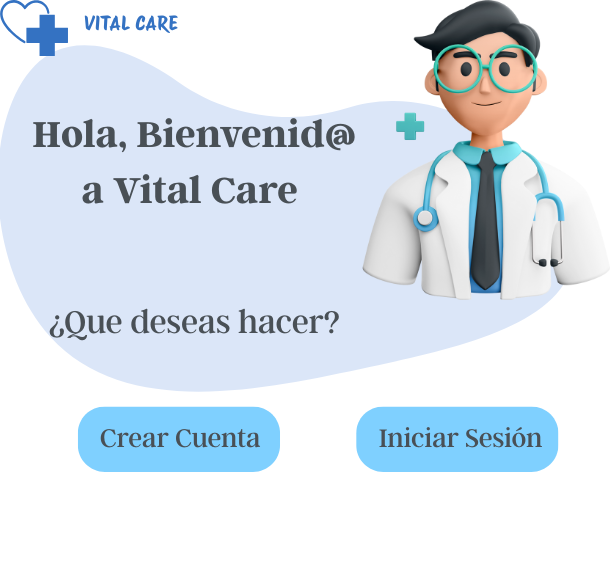 VITAL CARE
Hola, Bienvenid@
a Vital Care
¿Que deseas hacer?
Crear Cuenta
Iniciar Sesión